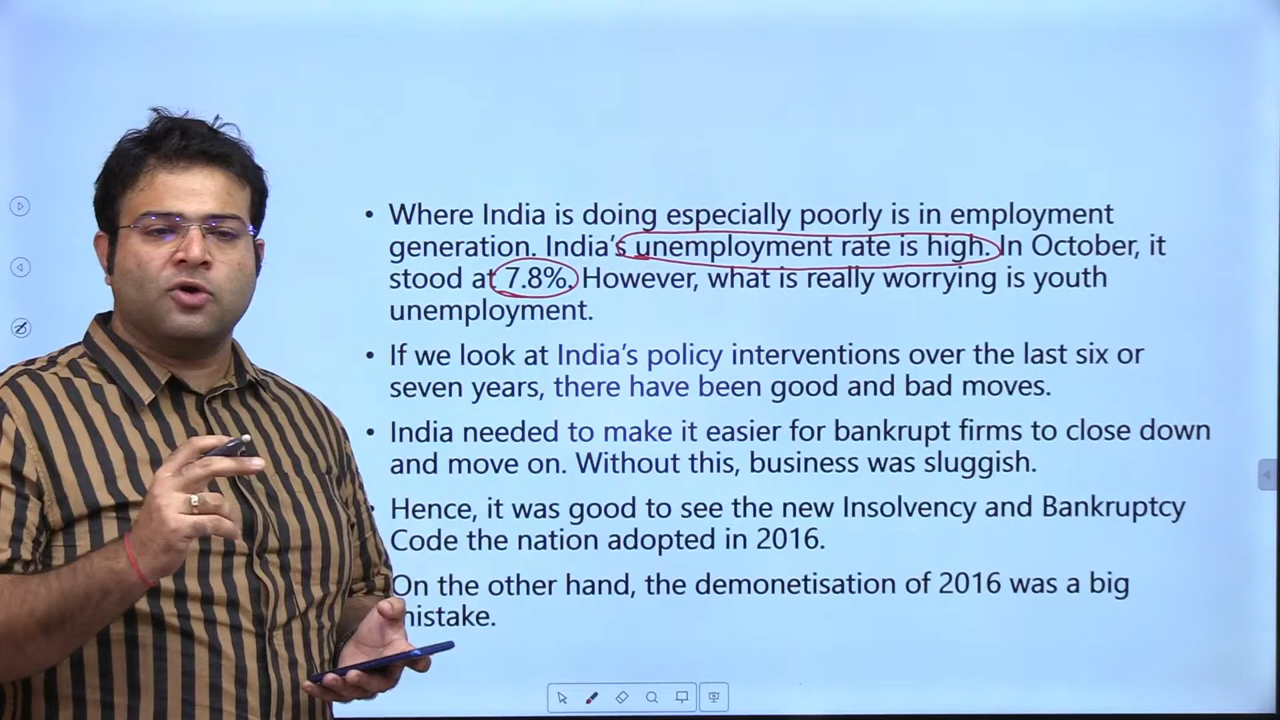 • Where India is doing especially poorly is in employment
generation. India's unemployment rate is high. In October, it
stood at 7.8%. However, what is really worrying is youth
unemployment.
• If we look at India's policy interventions over the last six or
seven years, there have been good and bad moves.
• India needed to make it easier for bankrupt firms to close down
and move on. Without this, business was sluggish.
• Hence, it was good to see the new Insolvency and Bankruptcy
Code the nation adopted in 2016.
On the other hand, the demonetisation of 2016 was a big
mistake.